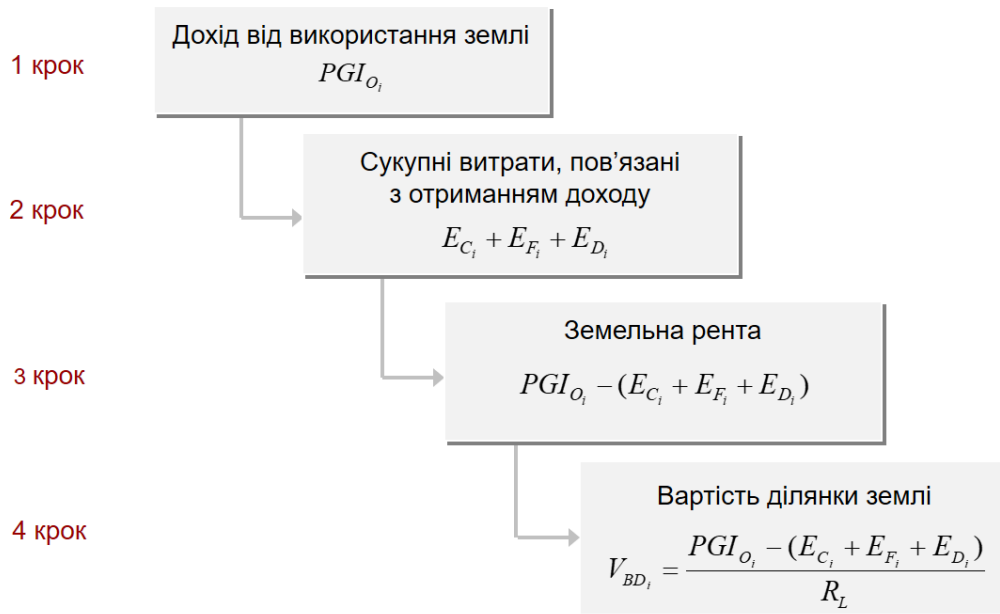 1 крок
Дохід від використання землі
PGI_{O_i}
2 крок
Сукупні витрати, пов’язані
з отриманням доходу
E_{C_i} + E_{F_i} + E_{D_i}
3 крок
Земельна рента
PGI_{O_i} − (E_{C_i} + E_{F_i} + E_{D_i})
4 крок
Вартість ділянки землі
V_{BD_i} = \frac{PGI_{O_i} − (E_{C_i} + E_{F_i} + E_{D_i})}{R_L}